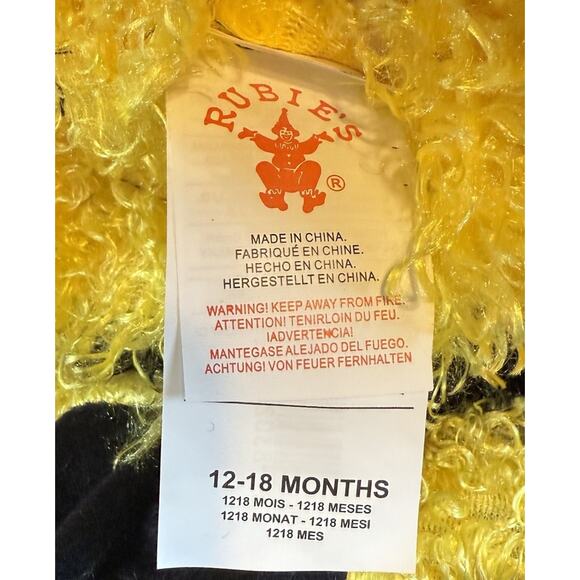 RUBIE'S
®
MADE IN CHINA.
FABRIQUÉ EN CHINE.
HECHO EN CHINA.
HERGESTELLT EN CHINA.
WARNING! KEEP AWAY FROM FIRE.
ATTENTION! TENIRLOIN DU FEU.
¡ADVERTENCIA!
MANTEGASE ALEJADO DEL FUEGO.
ACHTUNG! VON FEUER FERNHALTEN
12-18 MONTHS
1218 MOIS - 1218 MESES
1218 MONAT - 1218 MESI
1218 MES